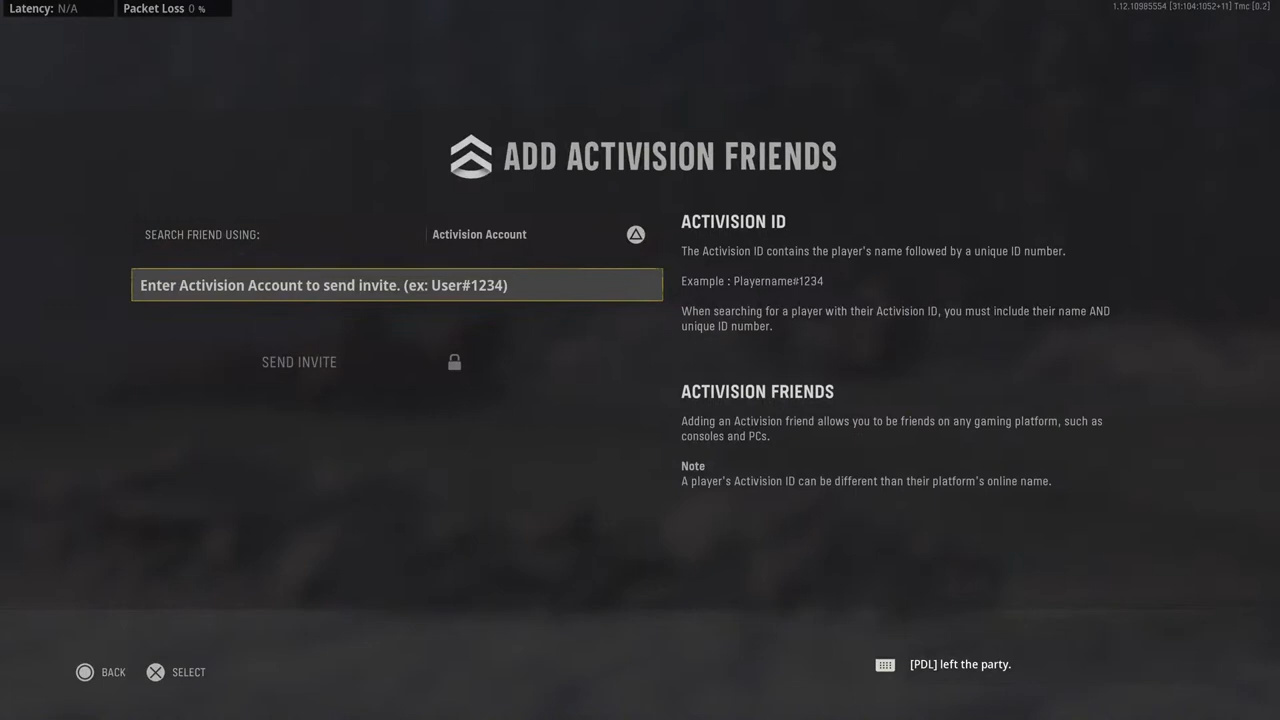 Latency: N/A Packet Loss 0 %
1.12.10985554 [31:104:1052+11] Tmc [0.2]
ADD ACTIVISION FRIENDS
SEARCH FRIEND USING: Activision Account
Enter Activision Account to send invite. (ex: User#1234)
SEND INVITE
ACTIVISION ID
The Activision ID contains the player's name followed by a unique ID number.
Example : Playername#1234
When searching for a player with their Activision ID, you must include their name AND
unique ID number.
ACTIVISION FRIENDS
Adding an Activision friend allows you to be friends on any gaming platform, such as
consoles and PCs.
Note
A player's Activision ID can be different than their platform's online name.
BACK SELECT
[PDL] left the party.